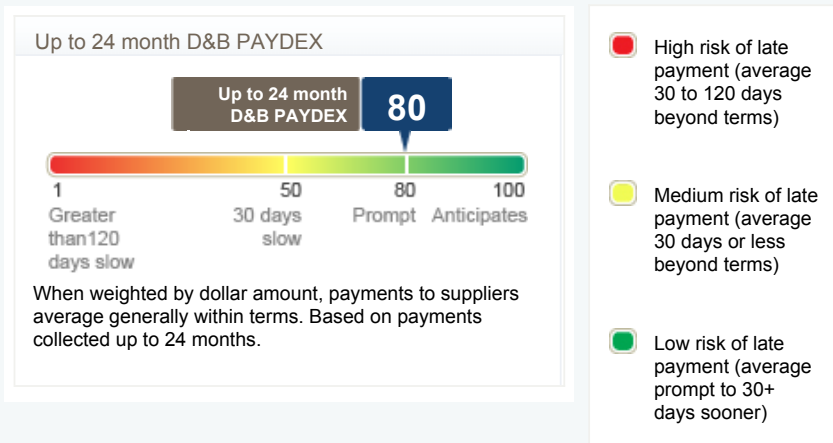 Up to 24 month D&B PAYDEX
Up to 24 month
D&B PAYDEX
80
1
50
80
100
Greater
than120
days slow
30 days
slow
Prompt
Anticipates
When weighted by dollar amount, payments to suppliers
average generally within terms. Based on payments
collected up to 24 months.
High risk of late
payment (average
30 to 120 days
beyond terms)
Medium risk of late
payment (average
30 days or less
beyond terms)
Low risk of late
payment (average
prompt to 30+
days sooner)